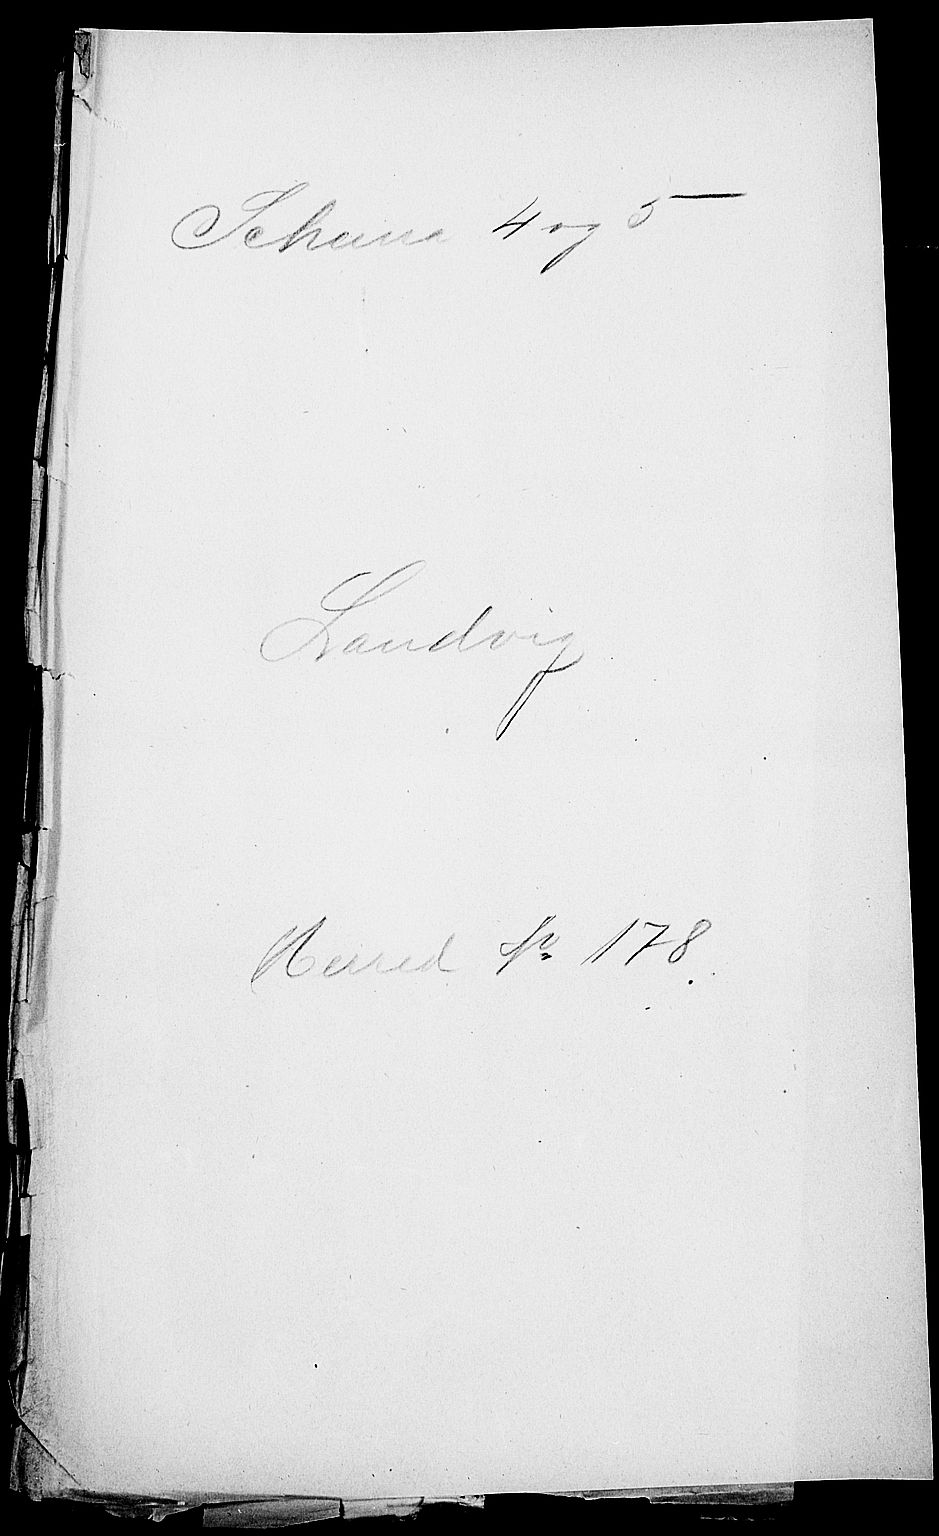 Schema 4 og 5
Landvig
Herred No 178.